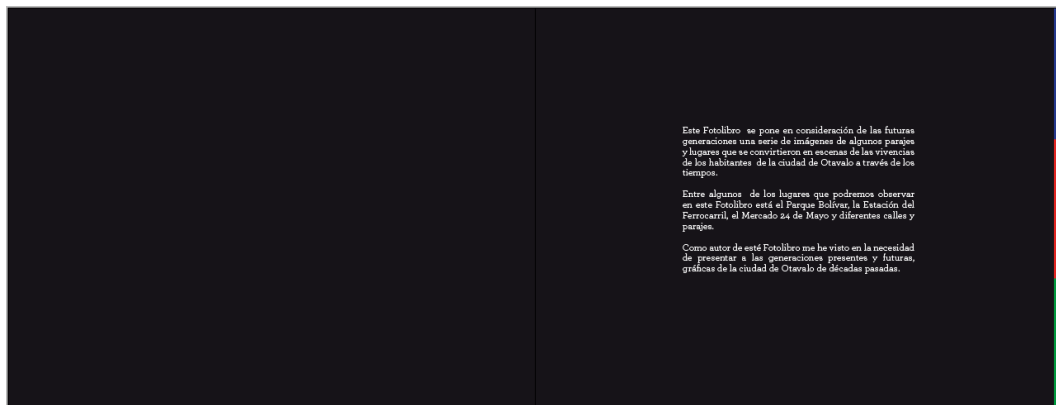 Este Fotolibro  se pone en consideración de las futuras
generaciones una serie de imágenes de algunos parajes
y lugares que se convirtieron en escenas de las vivencias
de los habitantes  de la ciudad de Otavalo a través de los
tiempos.
Entre algunos  de los lugares que podremos observar
en este Fotolibro está el Parque Bolívar, la Estación del
Ferrocarril, el Mercado 24 de Mayo y diferentes calles y
parajes.
Como autor de esté Fotolibro me he visto en la necesidad
de presentar a las generaciones presentes y futuras,
gráficas de la ciudad de Otavalo de décadas pasadas.